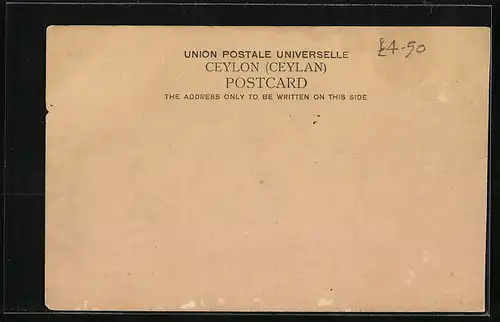 UNION POSTALE UNIVERSELLE
£4-50
CEYLON (CEYLAN)
POSTCARD
THE ADDRESS ONLY TO BE WRITTEN ON THIS SIDE